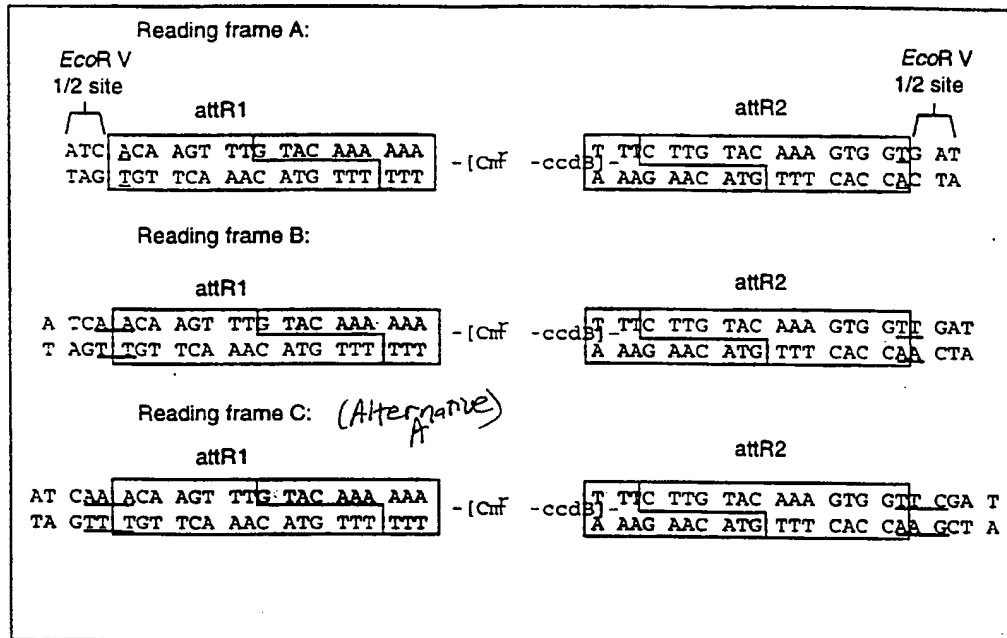 Reading frame A:
EcoR V
1/2 site
EcoR V
1/2 site
attR1
attR2
ATC ACA AGT TTG TACAAA AAA
TAG TGT TCA AAC ATG TTT TTT
-[Cmr -ccdB]-
T TTC TTG TAC AAA GTG GTGAT
A AAG AAC ATG TTT CAC CAC TA
Reading frame B:
attR1
attR2
A TCA ACA AGT TTG TAC AAA AAA
T AGT TGT TCA AAC ATG TTT TTT
-[Cmr -ccdB]-
T TTC TTG TAC AAA GTG GTT GAT
A AAG AAC ATG TTT CAC CAA CTA
Reading frame C: (Alternative A)
attR1
attR2
AT CAA ACA AGT TTG TAC AAA AAA
TA GTT TGT TCA AAC ATG TTT TTT
-[Cmr -ccdB]-
T TTC TTG TAC AAA GTG GTT CGA T
A AAG AAC ATG TTT CAC CAA GCT A